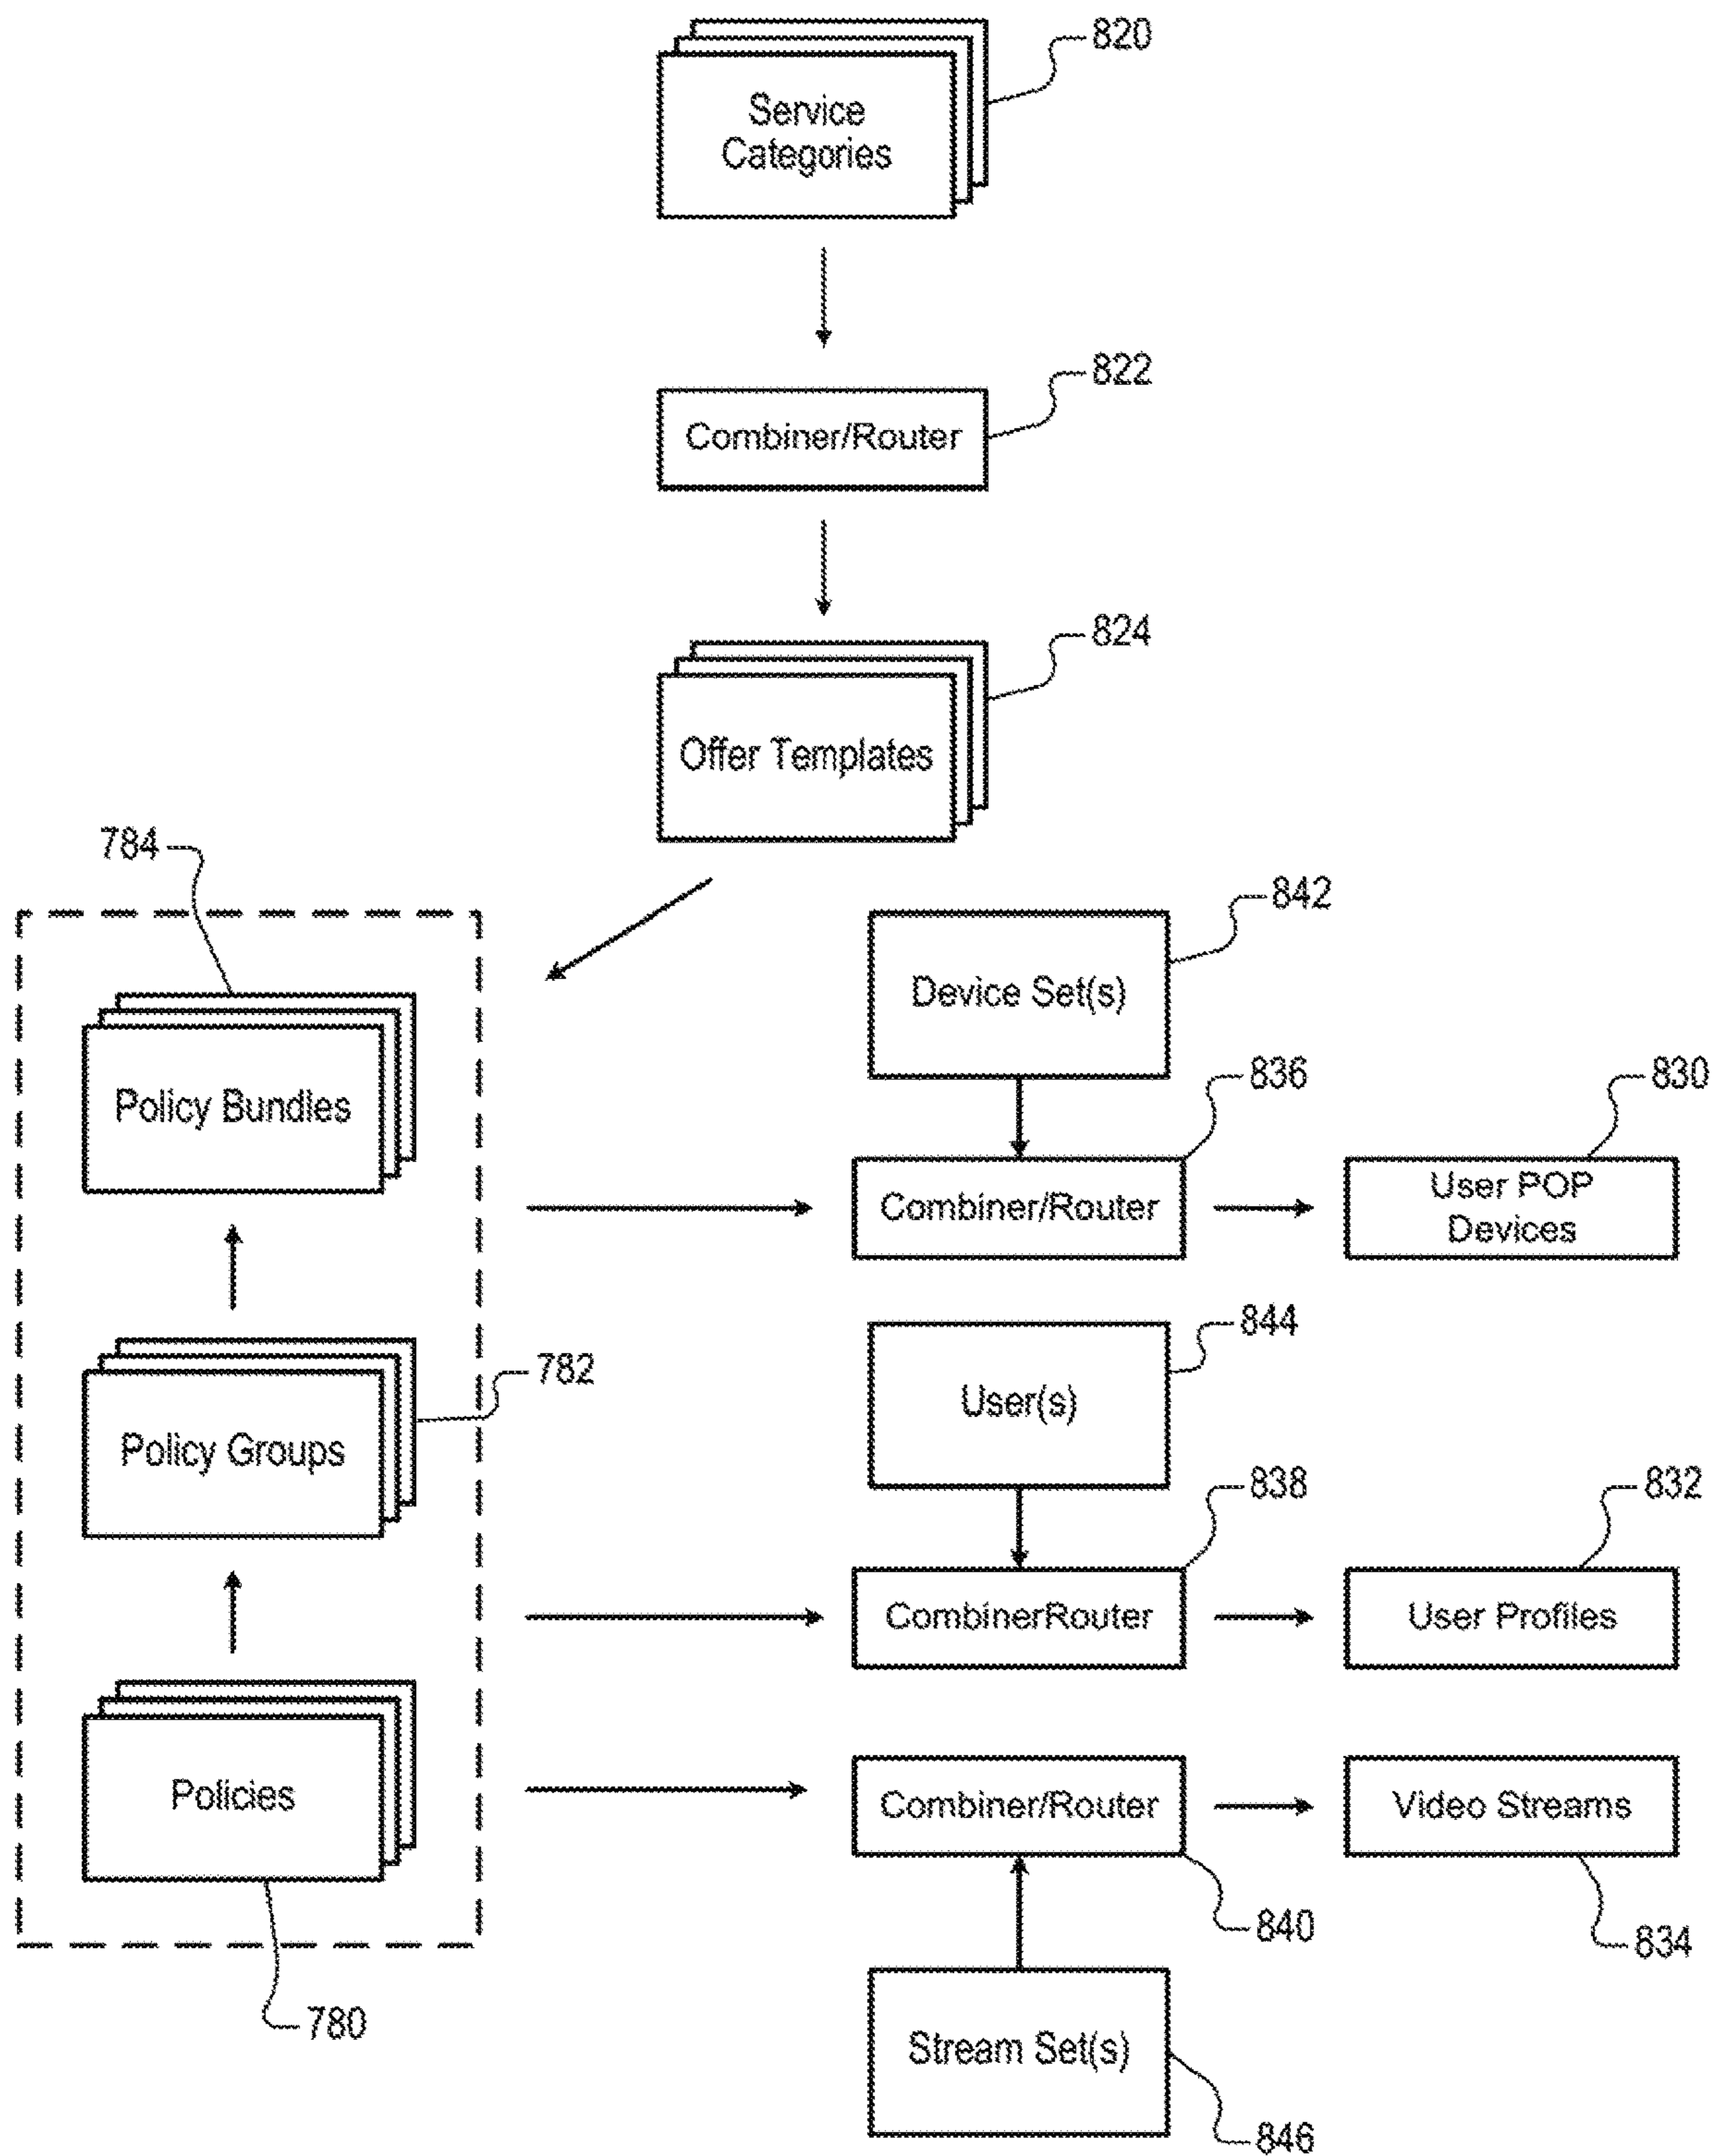 820
Service
Categories
822
Combiner/Router
824
Offer Templates
784
842
Device Set(s)
Policy Bundles
836
830
Combiner/Router
User POP
Devices
844
User(s)
782
Policy Groups
838
832
CombinerRouter
User Profiles
Policies
Combiner/Router
Video Streams
840
834
780
Stream Set(s)
846